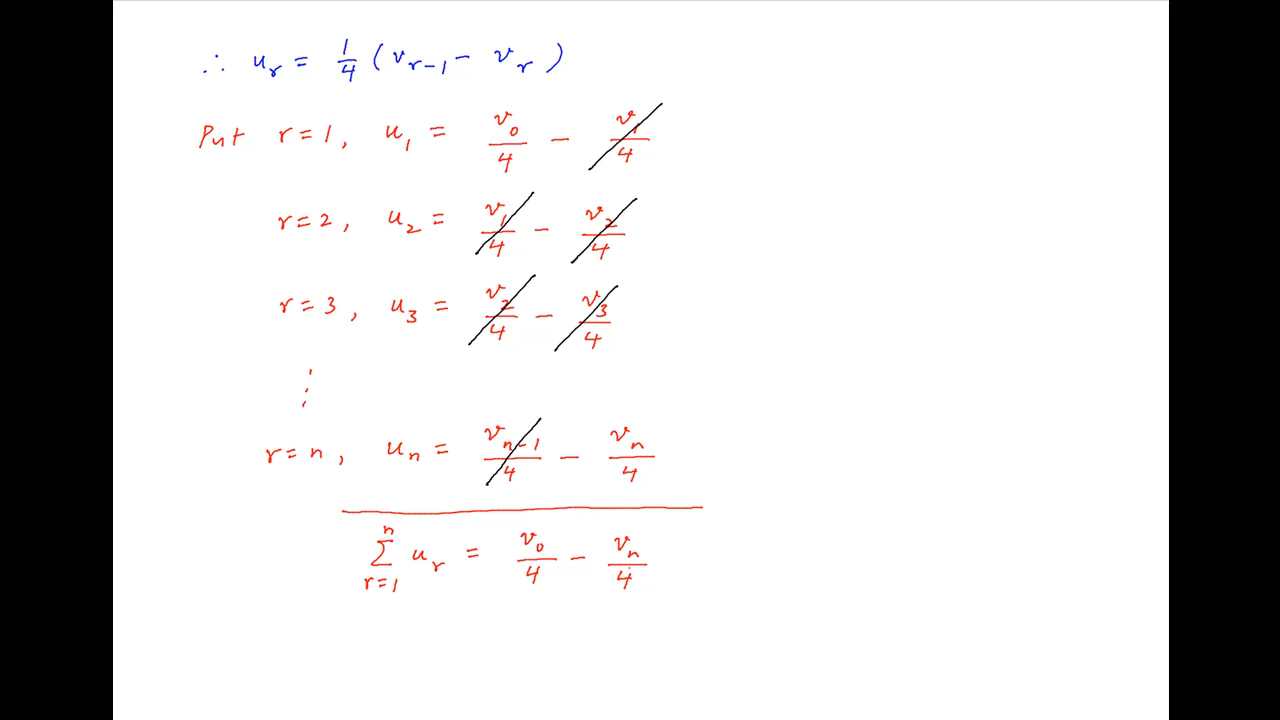 ∴ u_r = 1/4 (v_{r-1} - v_r)
Put r = 1, u_1 = v_0/4 - v_1/4
r = 2, u_2 = v_1/4 - v_2/4
r = 3, u_3 = v_2/4 - v_3/4
⋮
r = n, u_n = v_{n-1}/4 - v_n/4
∑_{r=1}^{n} u_r = v_0/4 - v_n/4